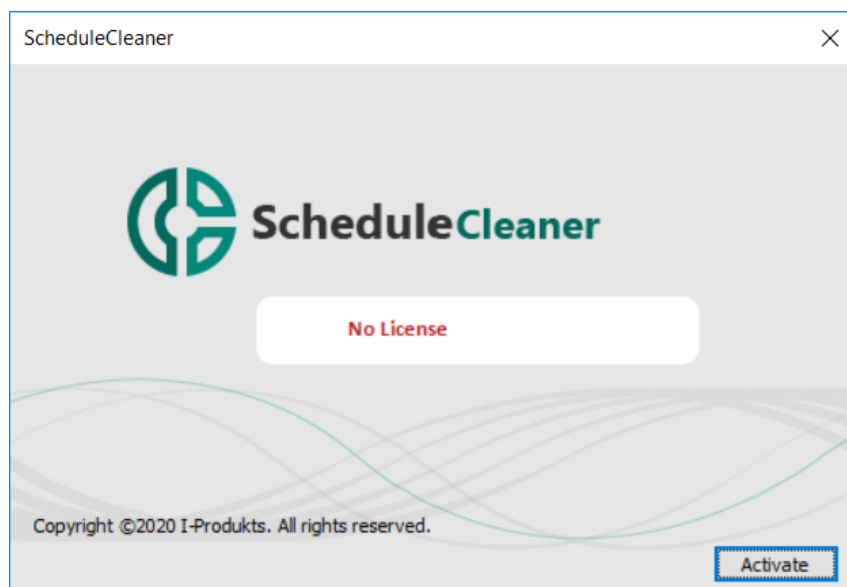 ScheduleCleaner
ScheduleCleaner
No License
Copyright ©2020 I-Produkts. All rights reserved.
Activate